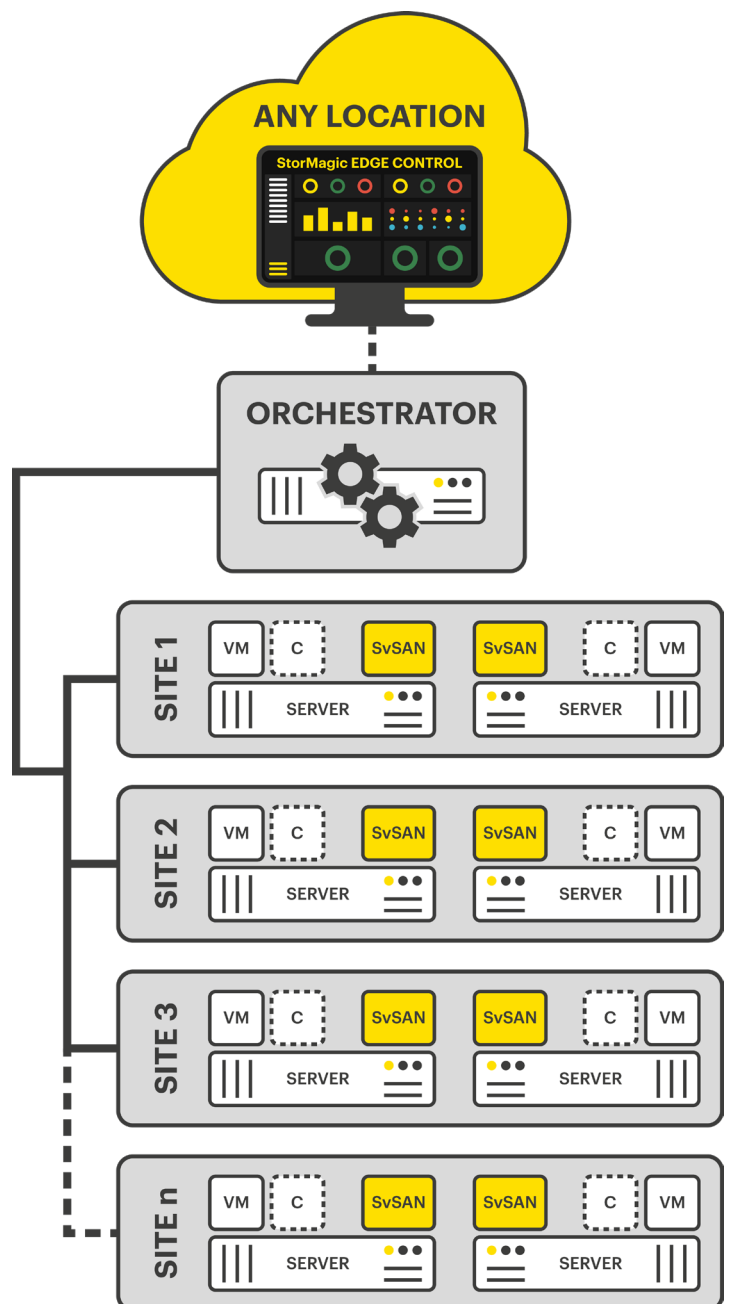 ANY LOCATION
StorMagic EDGE CONTROL
ORCHESTRATOR
SITE 1
VM C SvSAN SvSAN C VM
SERVER SERVER
SITE 2
VM C SvSAN SvSAN C VM
SERVER SERVER
SITE 3
VM C SvSAN SvSAN C VM
SERVER SERVER
SITE n
VM C SvSAN SvSAN C VM
SERVER SERVER